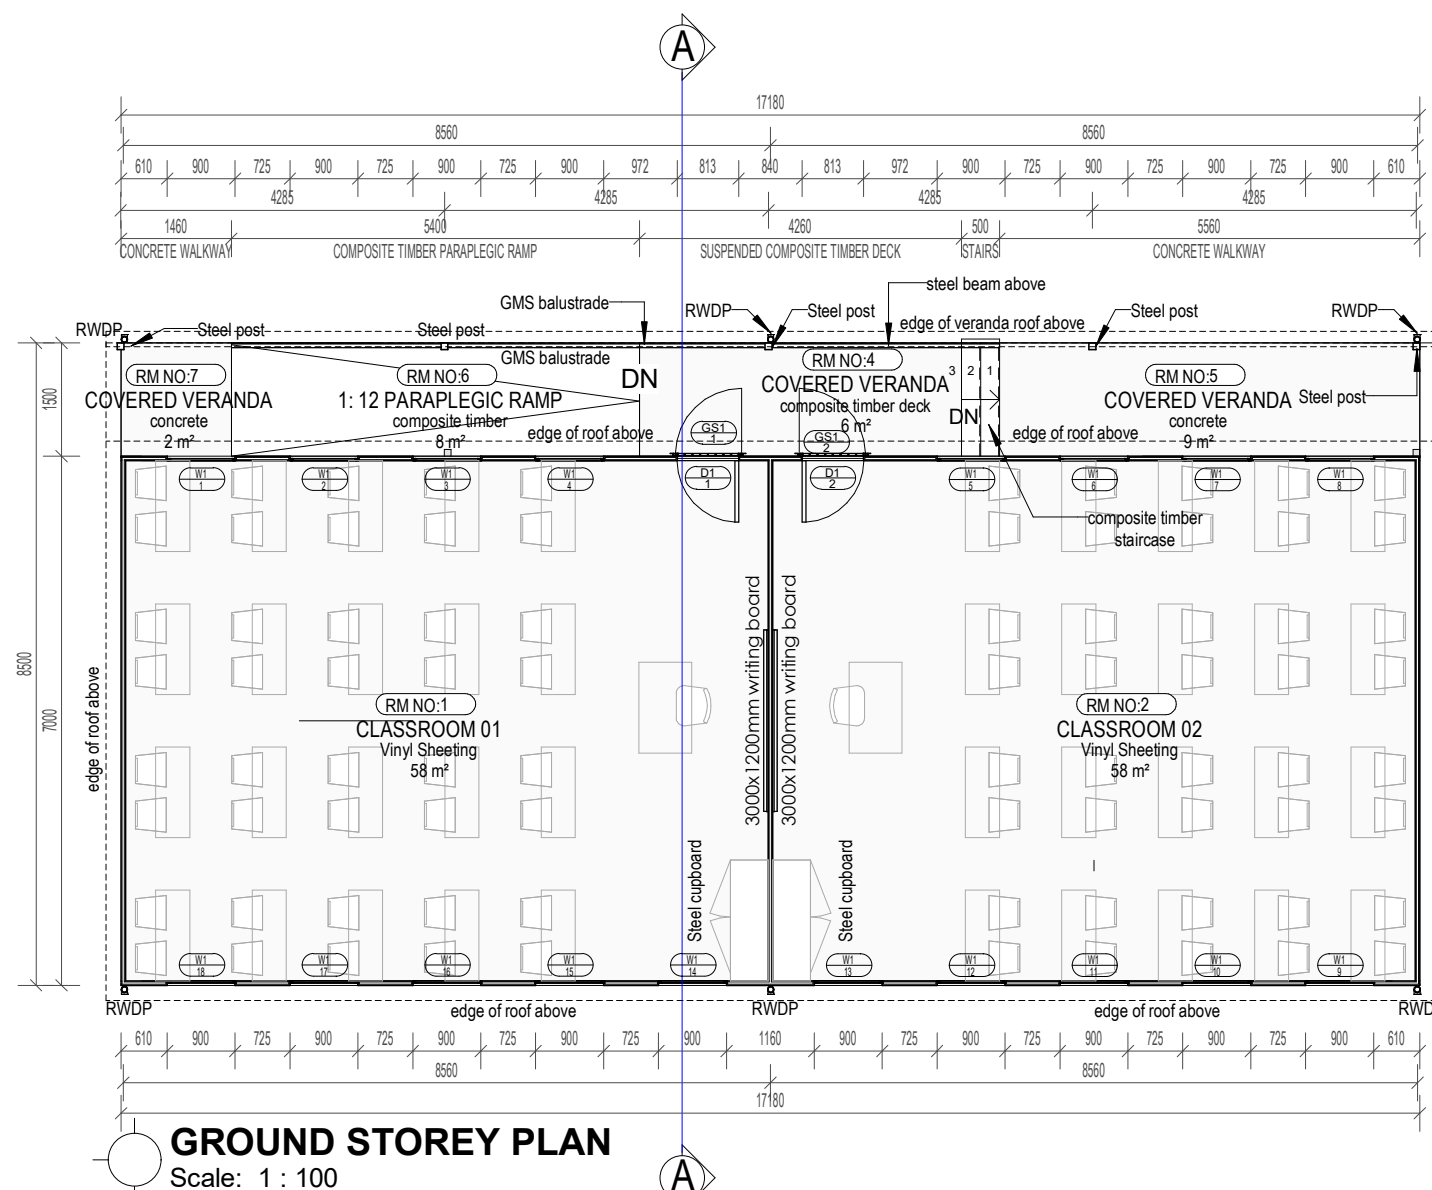 A
17180
8560 8560
610 900 725 900 725 900 725 900 972 813 840 813 972 900 725 900 725 900 725 900 610
4285 4285 4285 4285
1460 5400 4260 500 5560
CONCRETE WALKWAY COMPOSITE TIMBER PARAPLEGIC RAMP SUSPENDED COMPOSITE TIMBER DECK STAIRS CONCRETE WALKWAY
steel beam above
GMS balustrade RWDP Steel post Steel post RWDP
RWDP Steel post Steel post edge of veranda roof above
GMS balustrade
RM NO:7
COVERED VERANDA
concrete
2 m²
RM NO:6
1: 12 PARAPLEGIC RAMP
composite timber
8 m²
DN
edge of roof above
RM NO:4
COVERED VERANDA
composite timber deck
6 m²
3 2 1
DN
RM NO:5
COVERED VERANDA
concrete
9 m²
Steel post
edge of roof above
GS1
1
GS1
2
1500
W1
1
W1
2
W1
3
W1
4
D1
1
D1
2
W1
5
W1
6
W1
7
W1
8
composite timber
staircase
8500
7000
edge of roof above
RM NO:1
CLASSROOM 01
Vinyl Sheeting
58 m²
3000x1200mm writing board
3000x1200mm writing board
RM NO:2
CLASSROOM 02
Vinyl Sheeting
58 m²
Steel cupboard
Steel cupboard
W1
18
W1
17
W1
16
W1
15
W1
14
W1
13
W1
12
W1
11
W1
10
W1
9
RWDP edge of roof above RWDP edge of roof above RWD
610 900 725 900 725 900 725 900 725 900 1160 900 725 900 725 900 725 900 725 900 610
8560 8560
17180
GROUND STOREY PLAN
Scale: 1 : 100
A